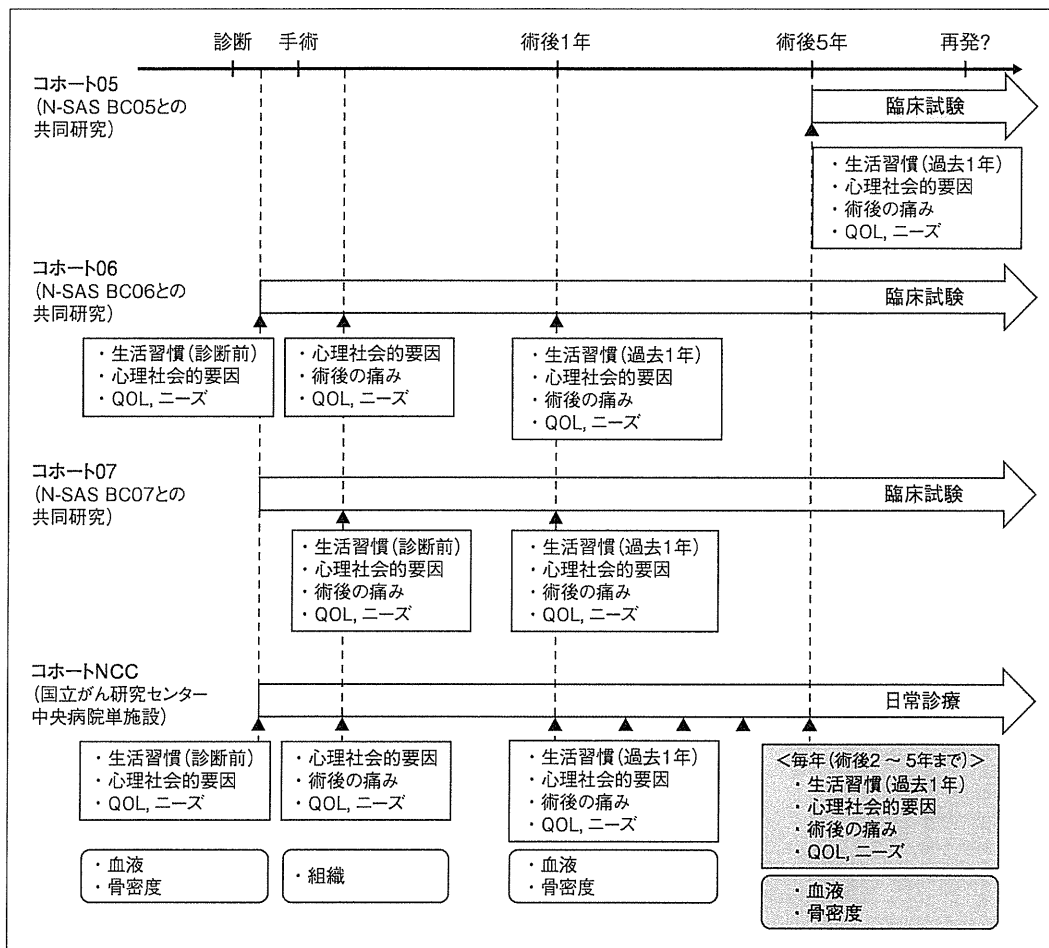 診断 手術 術後1年 術後5年 再発?
コホート05
(N-SAS BC05との
共同研究)
臨床試験
・生活習慣(過去1年)
・心理社会的要因
・術後の痛み
・QOL, ニーズ
コホート06
(N-SAS BC06との
共同研究)
臨床試験
・生活習慣(診断前)
・心理社会的要因
・QOL, ニーズ
・心理社会的要因
・術後の痛み
・QOL, ニーズ
・生活習慣(過去1年)
・心理社会的要因
・術後の痛み
・QOL, ニーズ
コホート07
(N-SAS BC07との
共同研究)
臨床試験
・生活習慣(診断前)
・心理社会的要因
・術後の痛み
・QOL, ニーズ
・生活習慣(過去1年)
・心理社会的要因
・術後の痛み
・QOL, ニーズ
コホートNCC
(国立がん研究センター
中央病院単施設)
日常診療
・生活習慣(診断前)
・心理社会的要因
・QOL, ニーズ
・心理社会的要因
・術後の痛み
・QOL, ニーズ
・生活習慣(過去1年)
・心理社会的要因
・術後の痛み
・QOL, ニーズ
<毎年(術後2～5年まで)>
・生活習慣(過去1年)
・心理社会的要因
・術後の痛み
・QOL, ニーズ
・血液
・骨密度
・組織
・血液
・骨密度
・血液
・骨密度